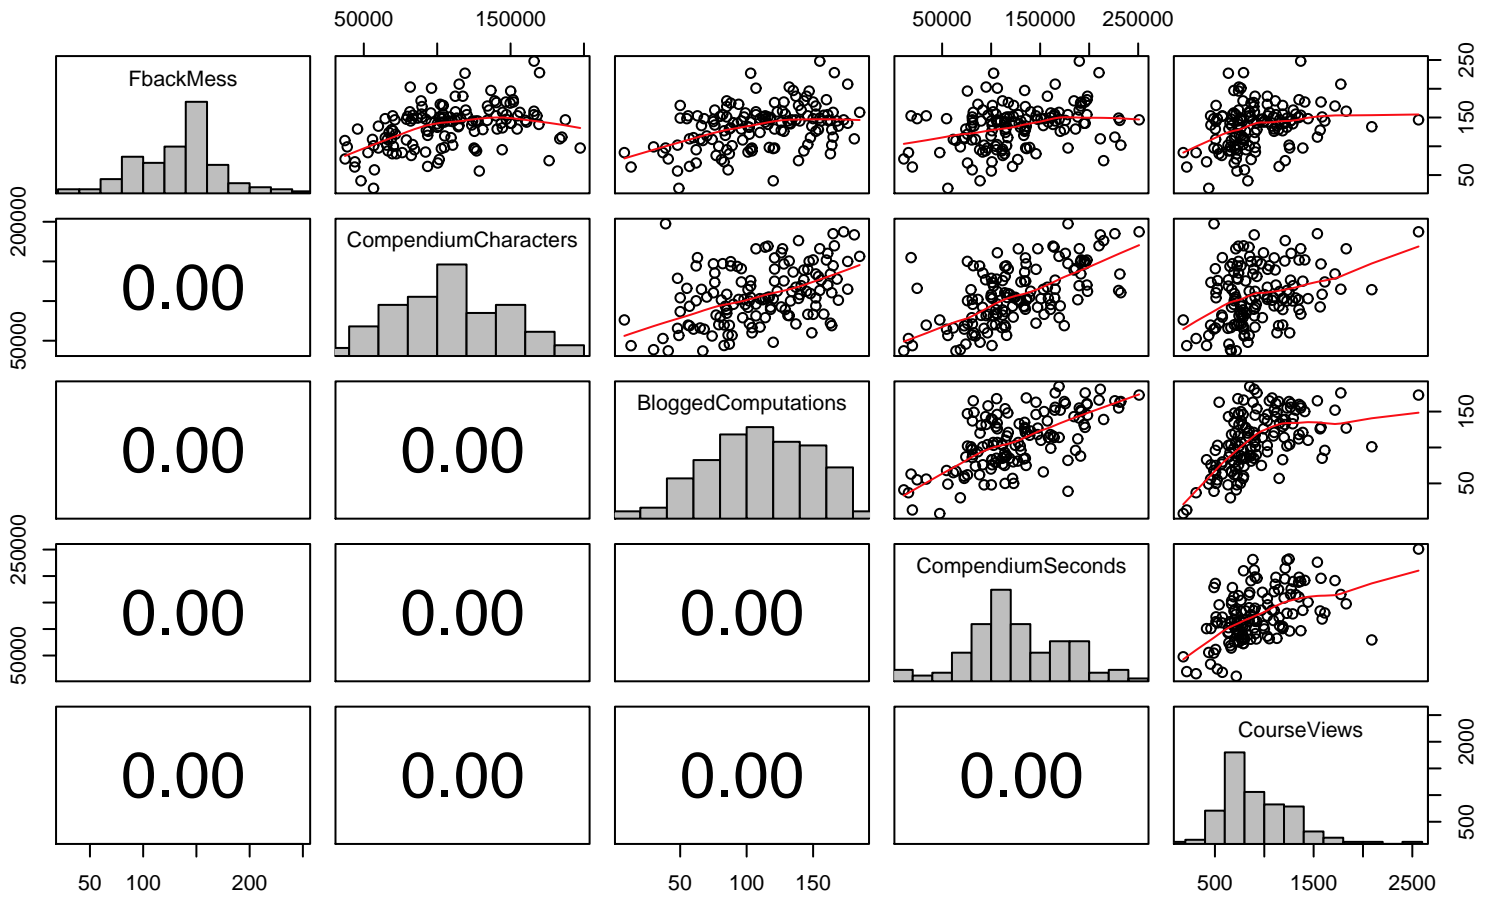 50000 150000 50000 150000 250000
FbackMess
50 150 250
50000 200000
0.00
CompendiumCharacters
0.00 0.00
BloggedComputations
50 150
50000 250000
0.00 0.00 0.00
CompendiumSeconds
0.00 0.00 0.00 0.00
CourseViews
500 2000
50 100 200 50 100 150 500 1500 2500